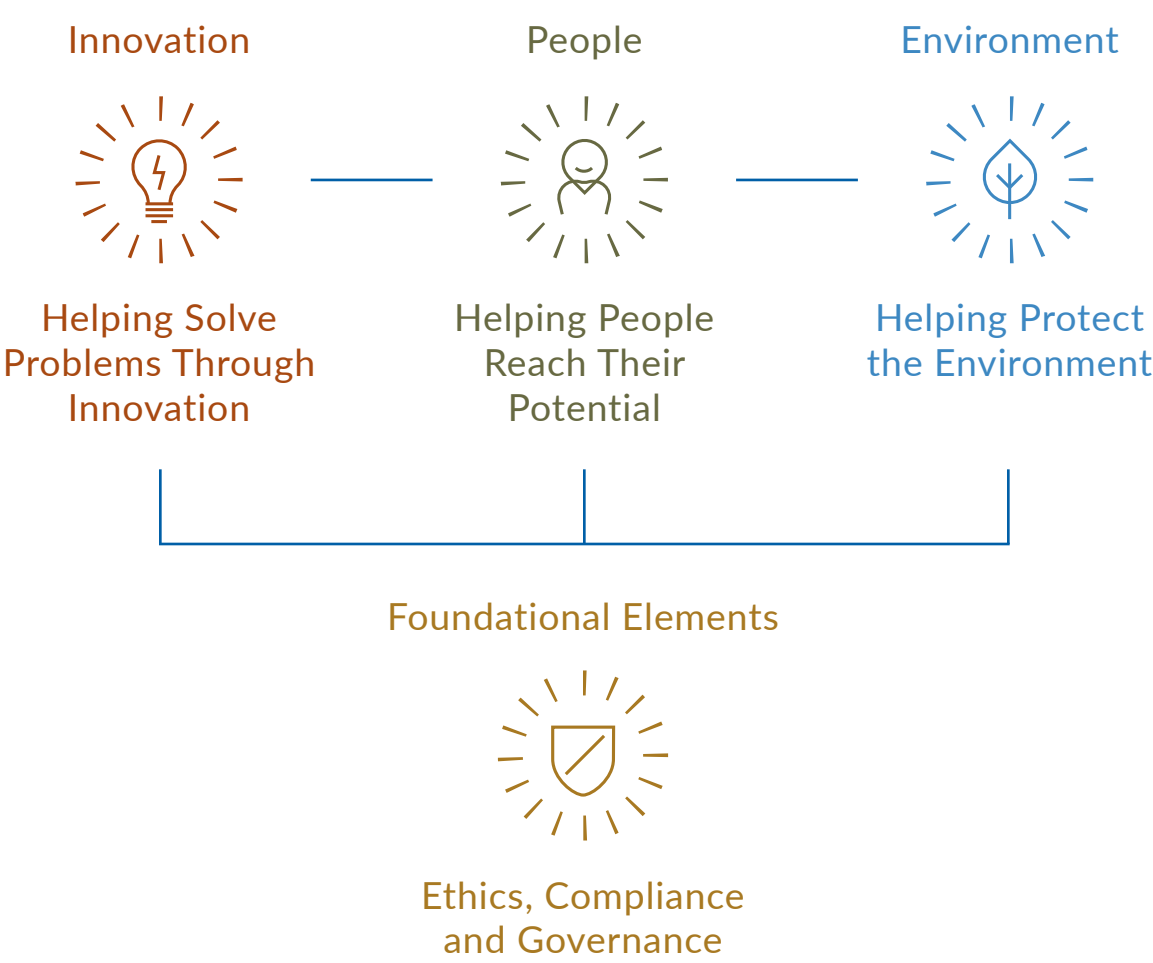 Innovation
People
Environment
Helping Solve
Problems Through
Innovation
Helping People
Reach Their
Potential
Helping Protect
the Environment
Foundational Elements
Ethics, Compliance
and Governance